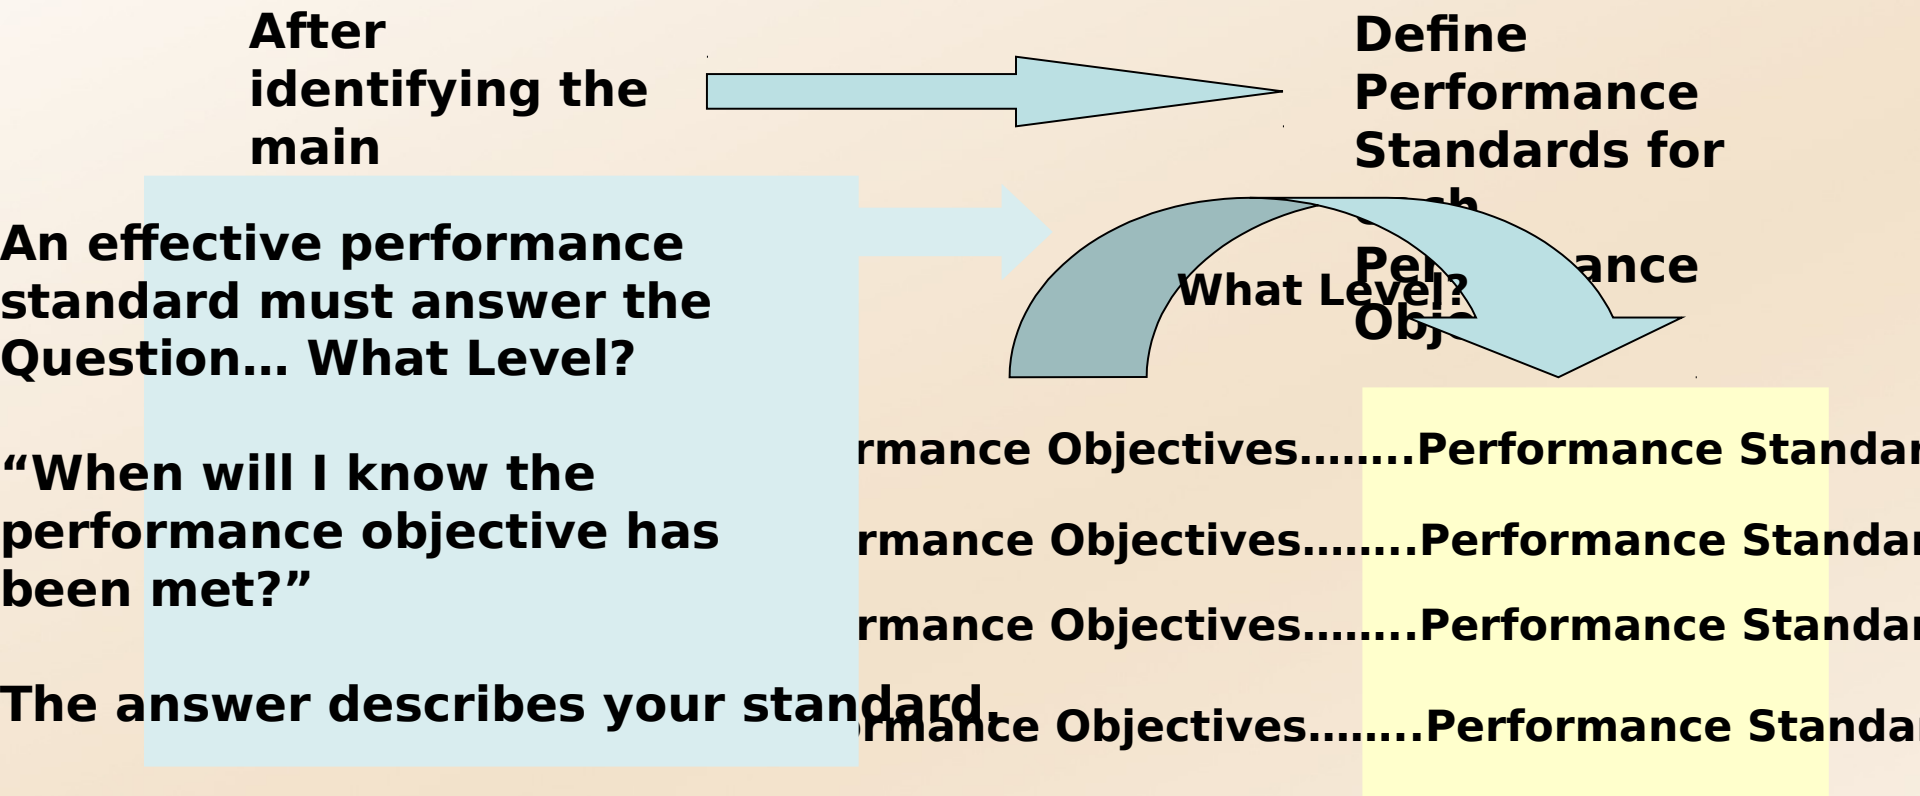 After
identifying the
main
Define
Performance
Standards for
An effective performance
standard must answer the
Question… What Level?
“When will I know the
performance objective has
been met?”
The answer describes your standard.
What Level?
rmance Objectives……..Performance Standar
rmance Objectives……..Performance Standar
rmance Objectives……..Performance Standar
ormance Objectives……..Performance Standar